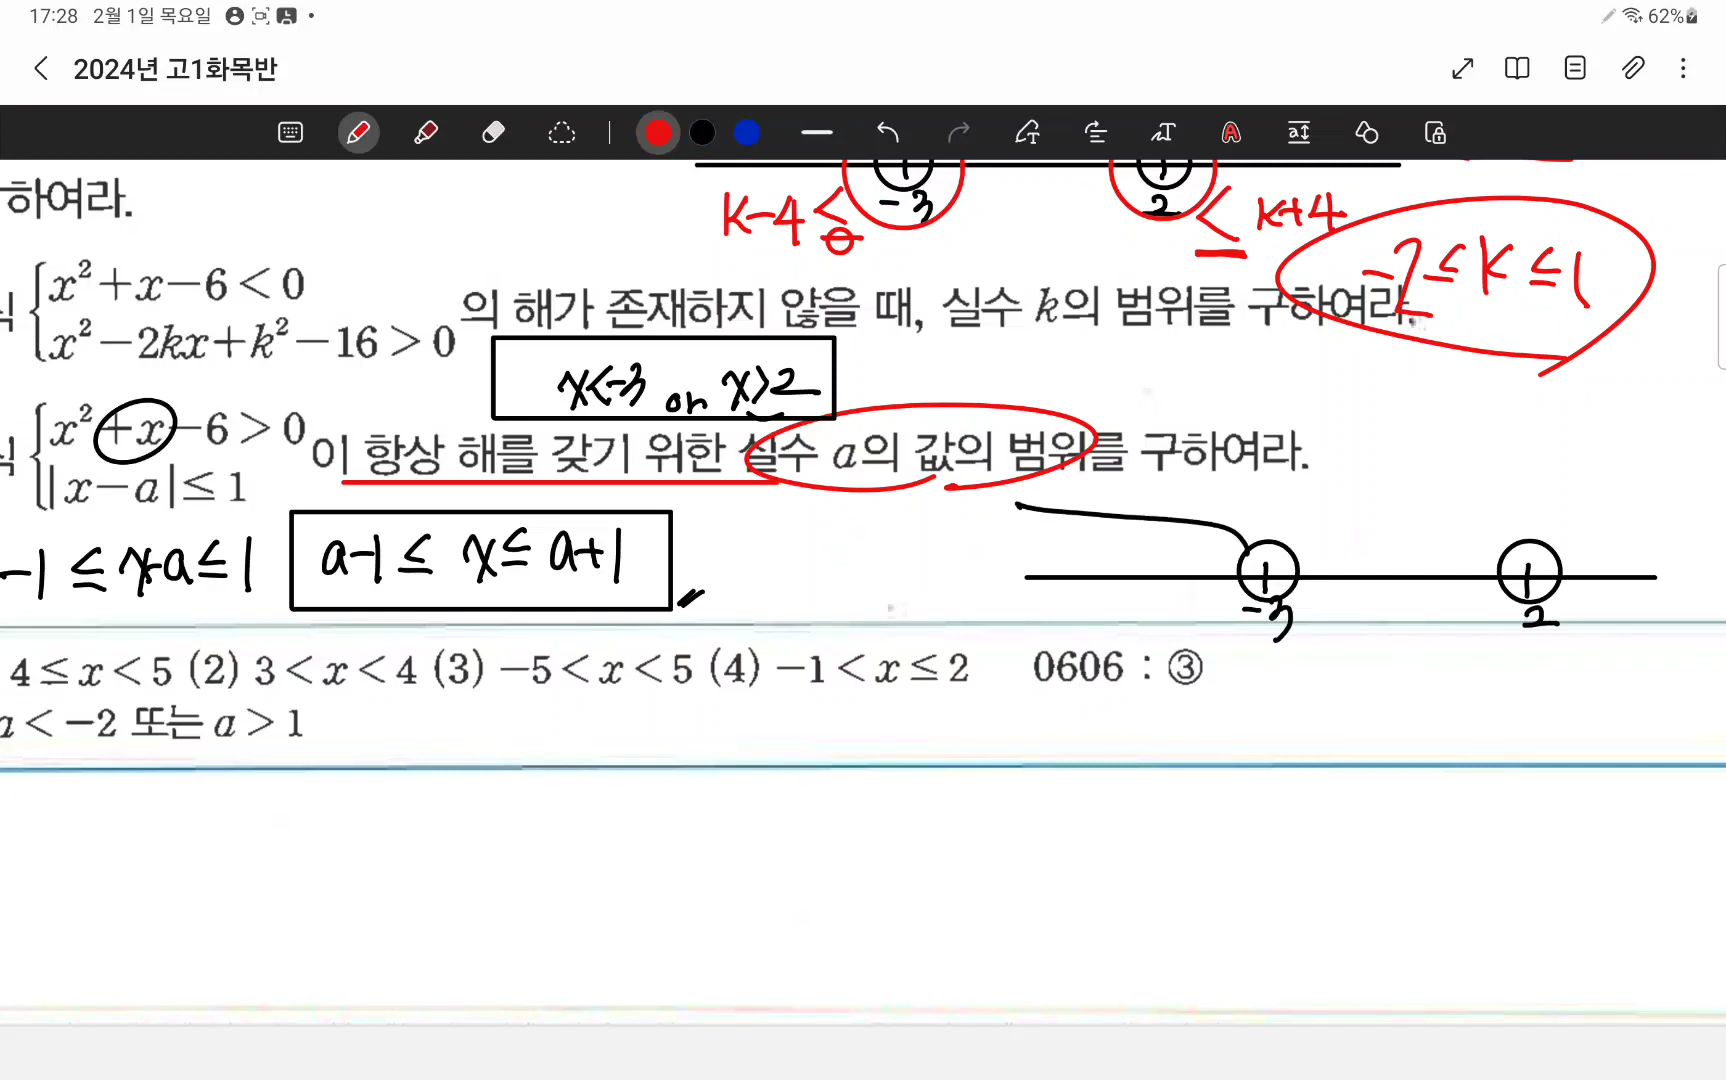 17:28 2월 1일 목요일
62%
2024년 고1화목반
하여라.
-3
2
k-4 ≤
≤ k+4
-2 ≤ k ≤ 1
식 { x²+x-6<0
x²-2kx+k²-16>0 의 해가 존재하지 않을 때, 실수 k의 범위를 구하여라.
x<-3 or x>2
식 { x²+x-6>0
|x-a|≤1 이 항상 해를 갖기 위한 실수 a의 값의 범위를 구하여라.
-1 ≤ x-a ≤ 1
a-1 ≤ x ≤ a+1
-3
2
4≤x<5 (2) 3<x<4 (3) -5<x<5 (4) -1<x≤2 0606 : ③
a<-2 또는 a>1